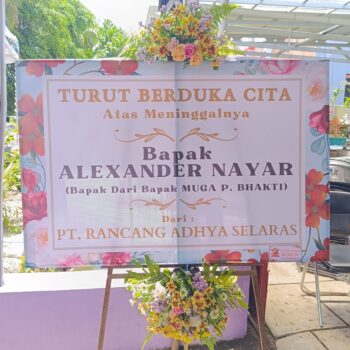 TURUT BERDUKA CITA
Atas Meninggalnya
Bapak
ALEXANDER NAYAR
(Bapak Dari Bapak MUGA P. BHAKTI)
Dari :
PT. RANCANG ADHYA SELARAS